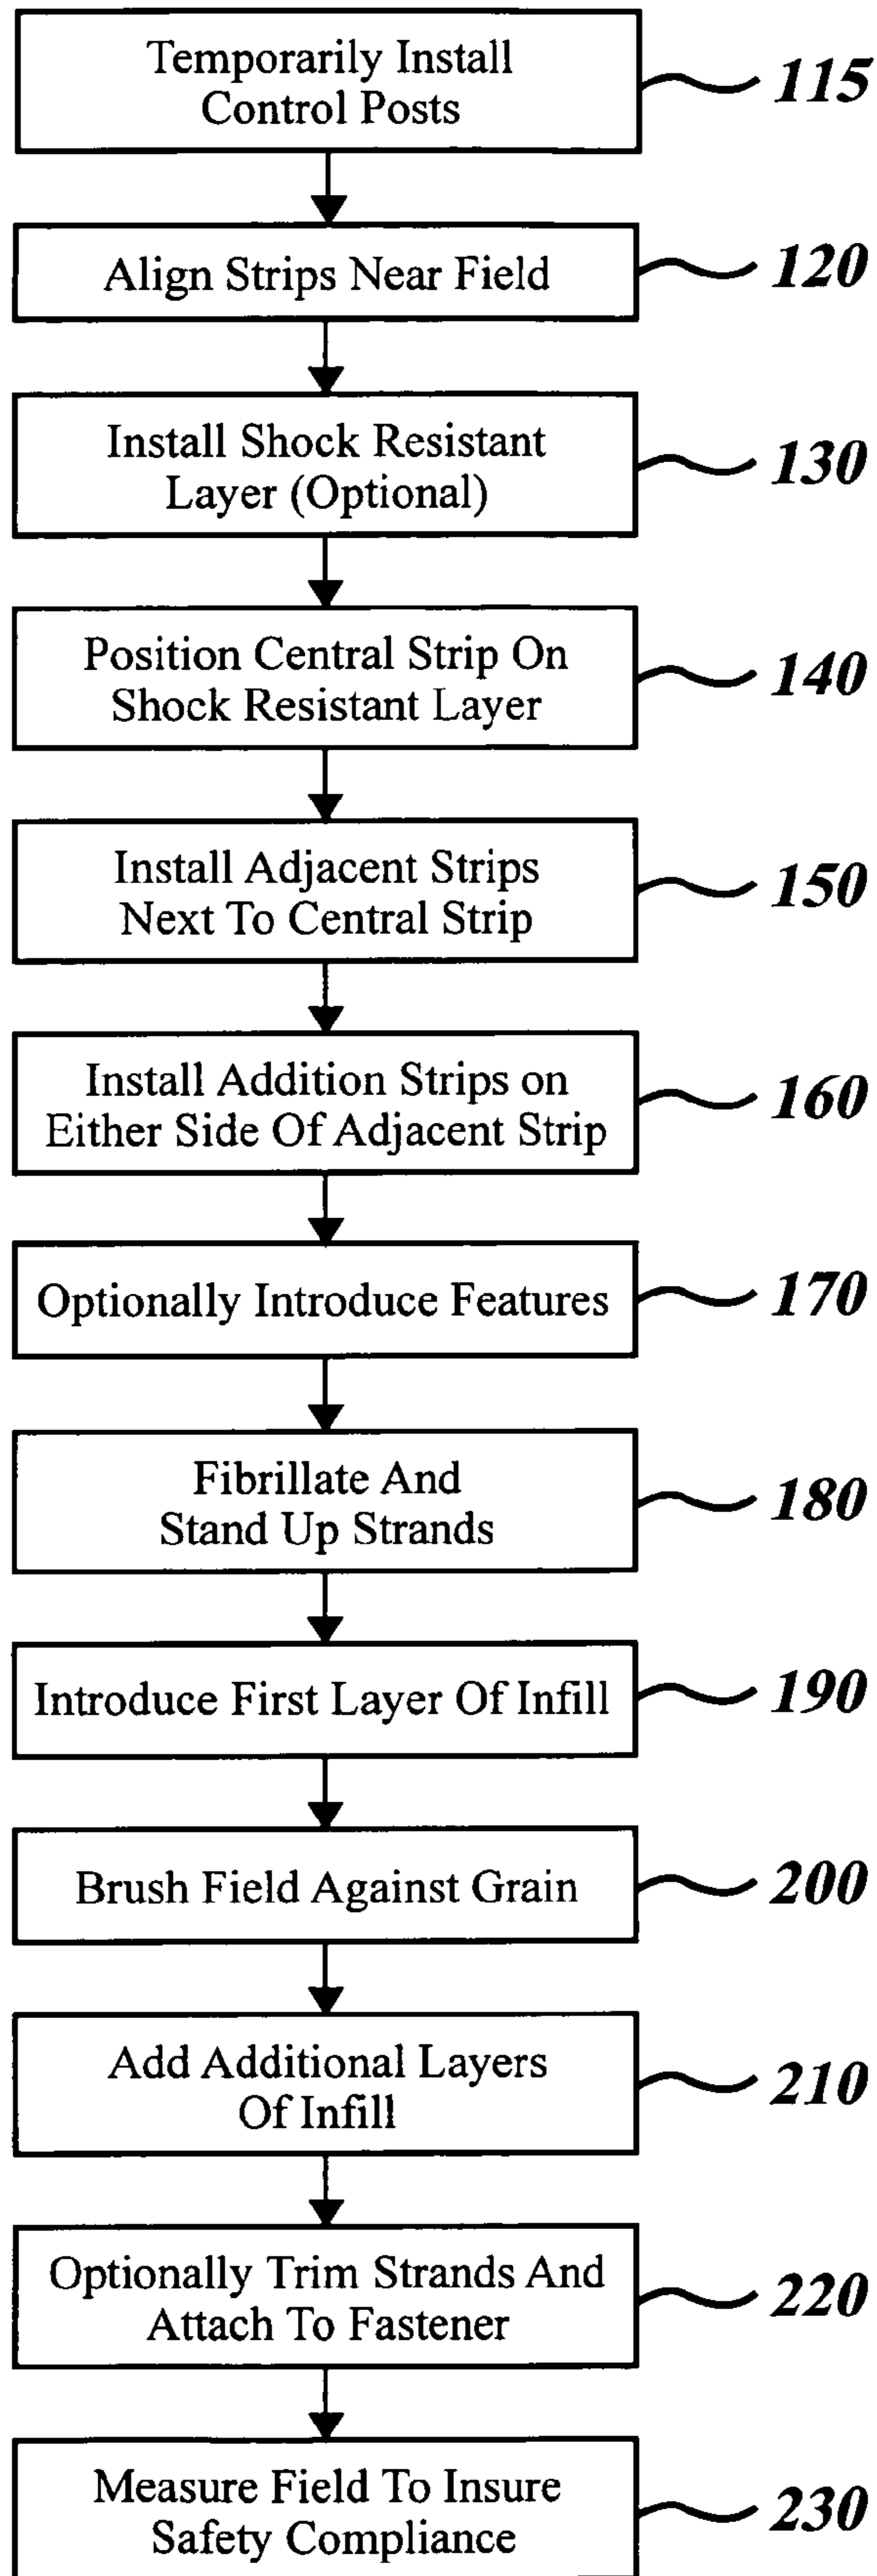 Temporarily Install
Control Posts
115
Align Strips Near Field
120
Install Shock Resistant
Layer (Optional)
130
Position Central Strip On
Shock Resistant Layer
140
Install Adjacent Strips
Next To Central Strip
150
Install Addition Strips on
Either Side Of Adjacent Strip
160
Optionally Introduce Features
170
Fibrillate And
Stand Up Strands
180
Introduce First Layer Of Infill
190
Brush Field Against Grain
200
Add Additional Layers
Of Infill
210
Optionally Trim Strands And
Attach To Fastener
220
Measure Field To Insure
Safety Compliance
230